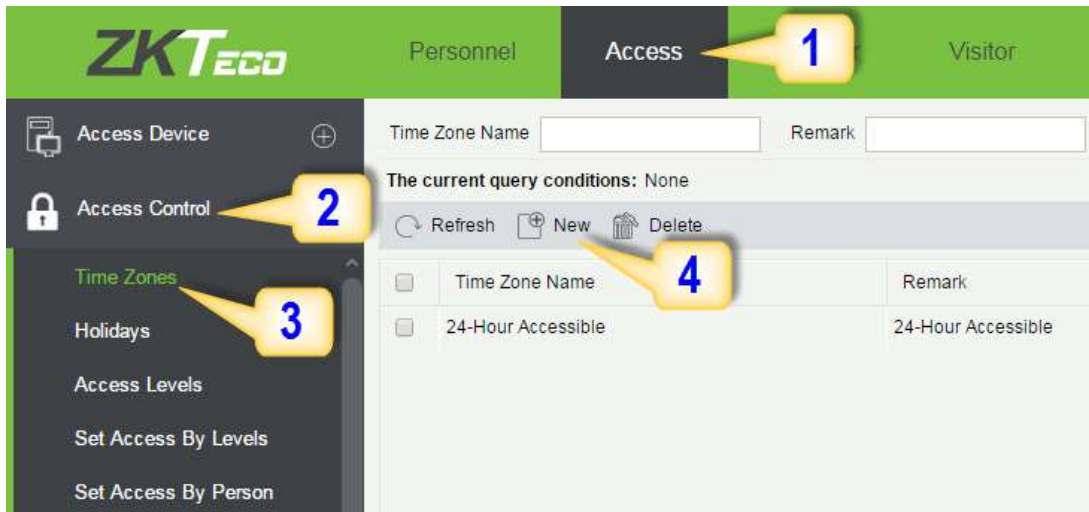 ZKTECO
Personnel Access 1 Visitor
Access Device
Time Zone Name Remark
The current query conditions: None
Access Control 2
Refresh New Delete
Time Zones
3
4
Time Zone Name Remark
Holidays
24-Hour Accessible 24-Hour Accessible
Access Levels
Set Access By Levels
Set Access By Person